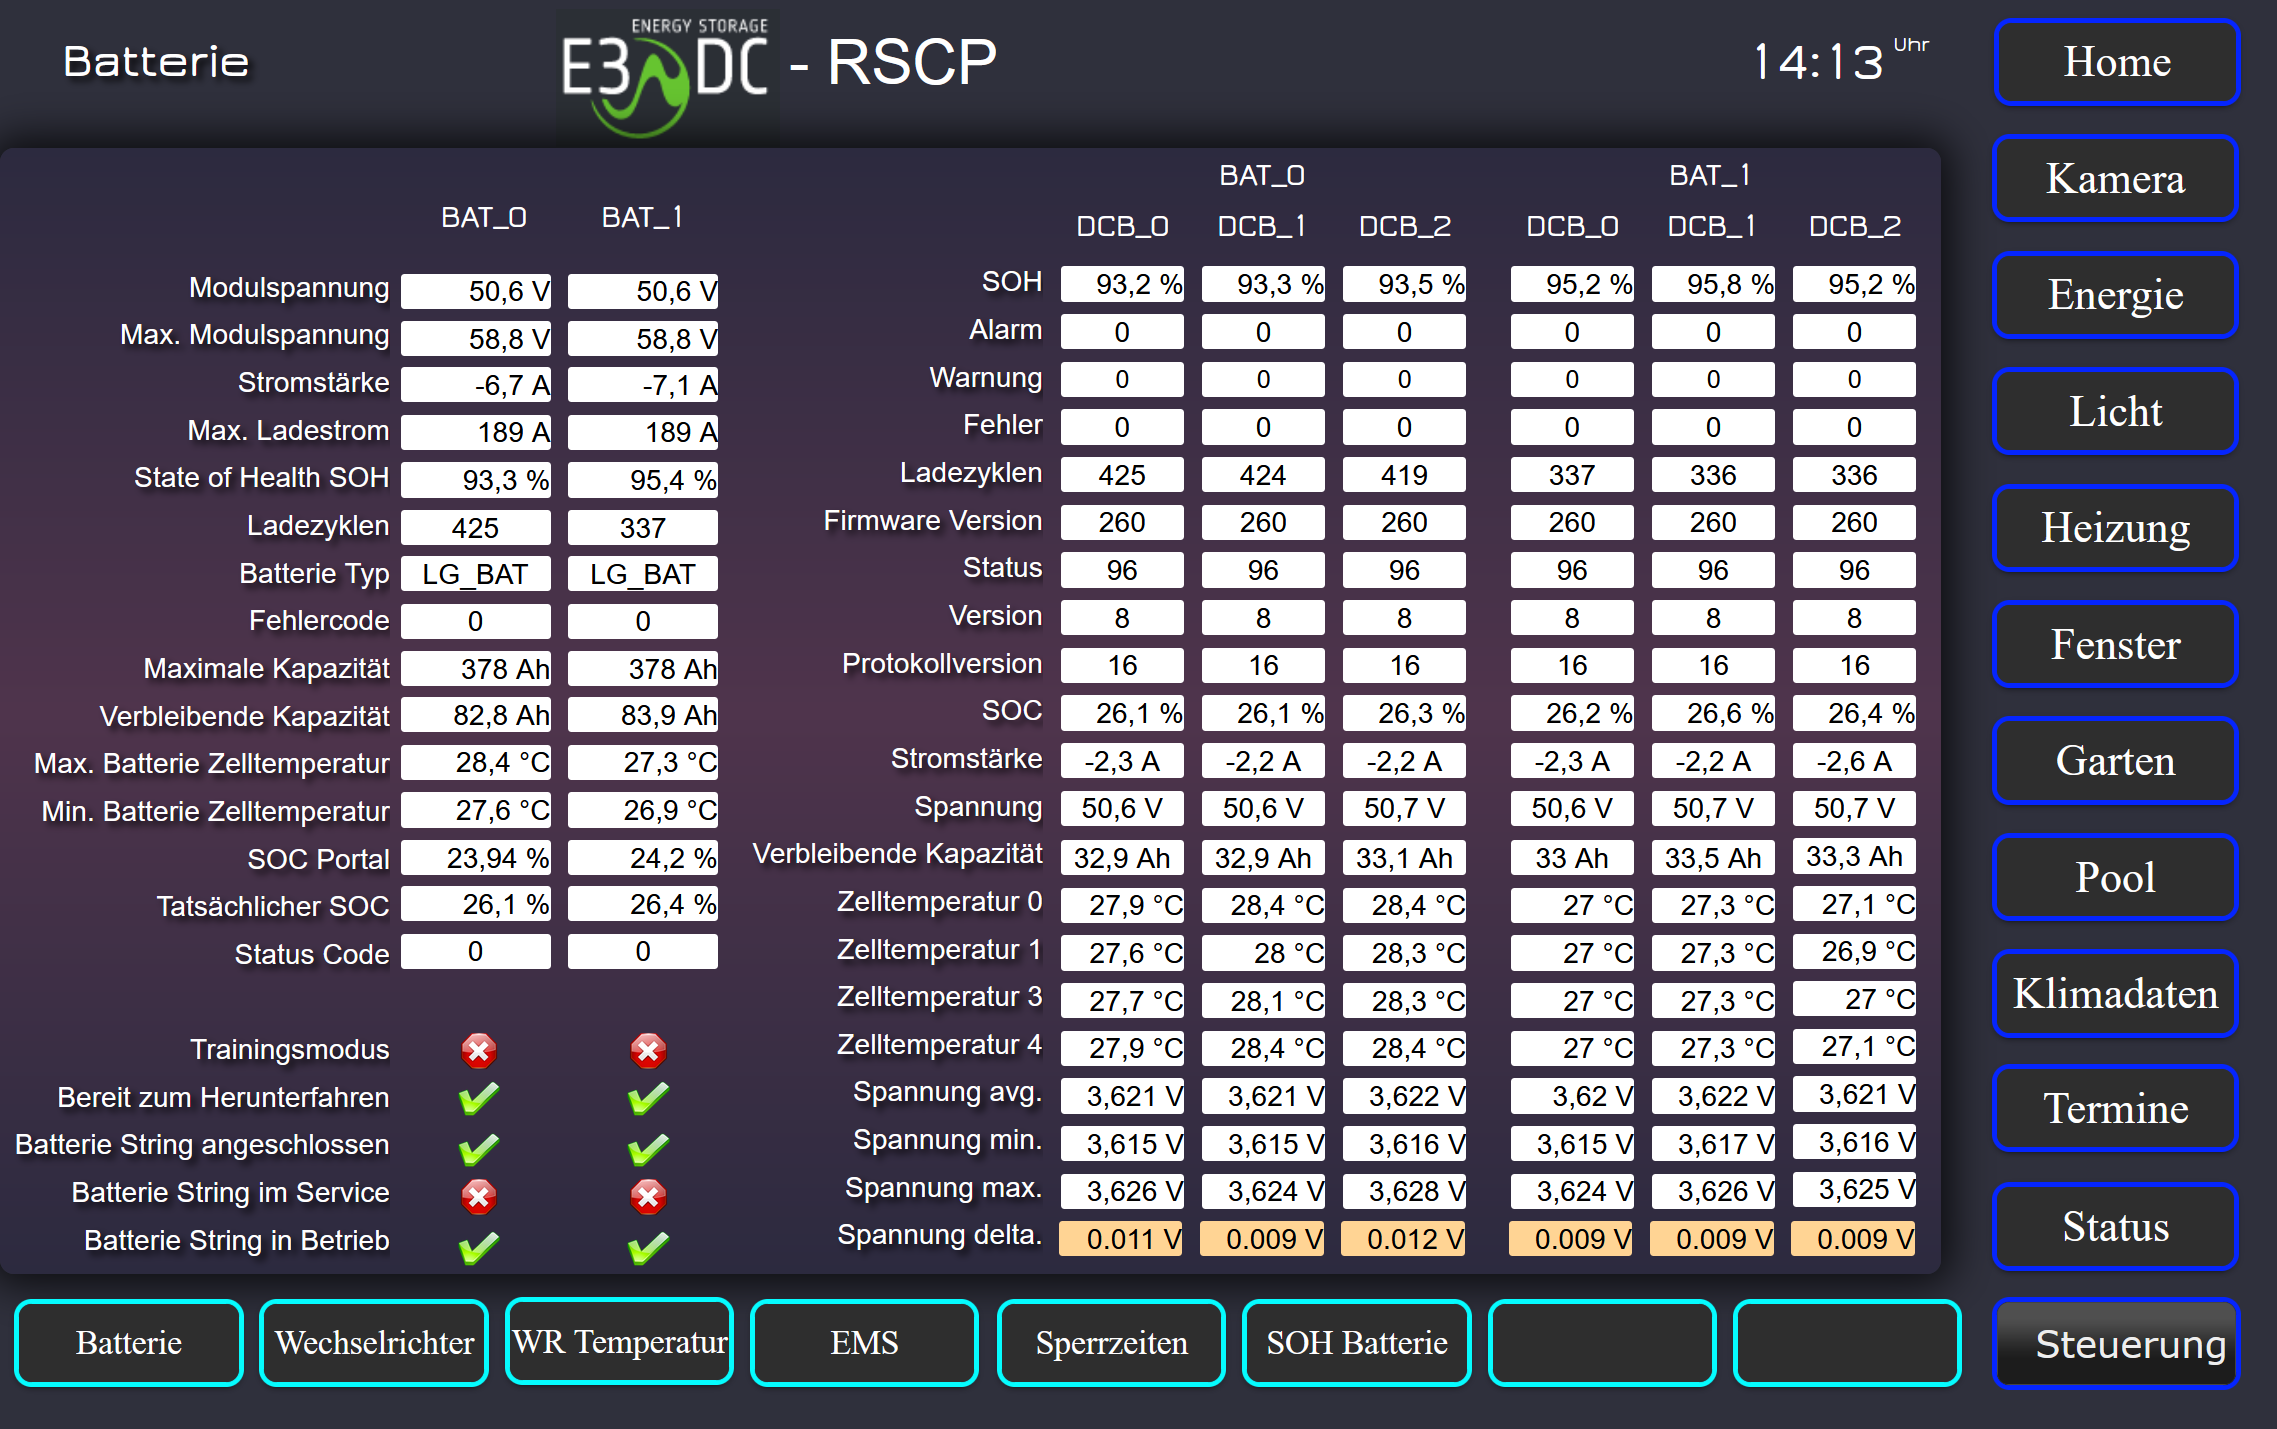 Batterie
ENERGY STORAGE
E3 DC - RSCP
14:13 Uhr
BAT_0 BAT_1
Modulspannung 50,6 V 50,6 V
Max. Modulspannung 58,8 V 58,8 V
Stromstärke -6,7 A -7,1 A
Max. Ladestrom 189 A 189 A
State of Health SOH 93,3 % 95,4 %
Ladezyklen 425 337
Batterie Typ LG_BAT LG_BAT
Fehlercode 0 0
Maximale Kapazität 378 Ah 378 Ah
Verbleibende Kapazität 82,8 Ah 83,9 Ah
Max. Batterie Zelltemperatur 28,4 °C 27,3 °C
Min. Batterie Zelltemperatur 27,6 °C 26,9 °C
SOC Portal 23,94 % 24,2 %
Tatsächlicher SOC 26,1 % 26,4 %
Status Code 0 0
Trainingsmodus
Bereit zum Herunterfahren
Batterie String angeschlossen
Batterie String im Service
Batterie String in Betrieb
BAT_0 BAT_1
DCB_0 DCB_1 DCB_2 DCB_0 DCB_1 DCB_2
SOH 93,2 % 93,3 % 93,5 % 95,2 % 95,8 % 95,2 %
Alarm 0 0 0 0 0 0
Warnung 0 0 0 0 0 0
Fehler 0 0 0 0 0 0
Ladezyklen 425 424 419 337 336 336
Firmware Version 260 260 260 260 260 260
Status 96 96 96 96 96 96
Version 8 8 8 8 8 8
Protokollversion 16 16 16 16 16 16
SOC 26,1 % 26,1 % 26,3 % 26,2 % 26,6 % 26,4 %
Stromstärke -2,3 A -2,2 A -2,2 A -2,3 A -2,2 A -2,6 A
Spannung 50,6 V 50,6 V 50,7 V 50,6 V 50,7 V 50,7 V
Verbleibende Kapazität 32,9 Ah 32,9 Ah 33,1 Ah 33 Ah 33,5 Ah 33,3 Ah
Zelltemperatur 0 27,9 °C 28,4 °C 28,4 °C 27 °C 27,3 °C 27,1 °C
Zelltemperatur 1 27,6 °C 28 °C 28,3 °C 27 °C 27,3 °C 26,9 °C
Zelltemperatur 3 27,7 °C 28,1 °C 28,3 °C 27 °C 27,3 °C 27 °C
Zelltemperatur 4 27,9 °C 28,4 °C 28,4 °C 27 °C 27,3 °C 27,1 °C
Spannung avg. 3,621 V 3,621 V 3,622 V 3,62 V 3,622 V 3,621 V
Spannung min. 3,615 V 3,615 V 3,616 V 3,615 V 3,617 V 3,616 V
Spannung max. 3,626 V 3,624 V 3,628 V 3,624 V 3,626 V 3,625 V
Spannung delta. 0.011 V 0.009 V 0.012 V 0.009 V 0.009 V 0.009 V
Home
Kamera
Energie
Licht
Heizung
Fenster
Garten
Pool
Klimadaten
Termine
Status
Steuerung
Batterie Wechselrichter WR Temperatur EMS Sperrzeiten SOH Batterie